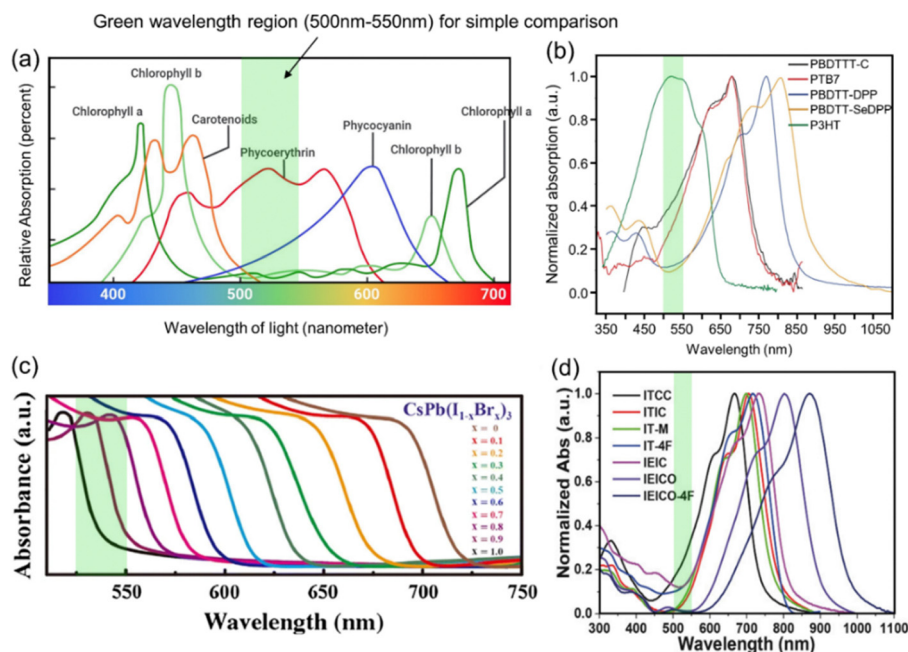 Green wavelength region (500nm-550nm) for simple comparison
(a)
Relative Absorption (percent)
Chlorophyll b
Chlorophyll a
Chlorophyll a
Carotenoids
Phycocyanin
Phycoerythrin
Chlorophyll b
400 500 600 700
Wavelength of light (nanometer)
(b)
Normalized absorption (a.u.)
PBDTTT-C
PTB7
PBDTT-DPP
PBDTT-SeDPP
P3HT
1.0
0.8
0.6
0.4
0.2
0.0
350 450 550 650 750 850 950 1100
Wavelength (nm)
(c)
Absorbance (a.u.)
CsPb(I1-xBrx)3
x = 0
x = 0.1
x = 0.2
x = 0.3
x = 0.4
x = 0.5
x = 0.6
x = 0.7
x = 0.8
x = 0.9
x = 1.0
550 600 650 700 750
Wavelength (nm)
(d)
Normalized Abs (a.u.)
ITCC
ITIC
IT-M
IT-4F
IEIC
IEICO
IEICO-4F
1.0
0.8
0.6
0.4
0.2
0.0
300 400 500 600 700 800 900 1000 1100
Wavelength (nm)